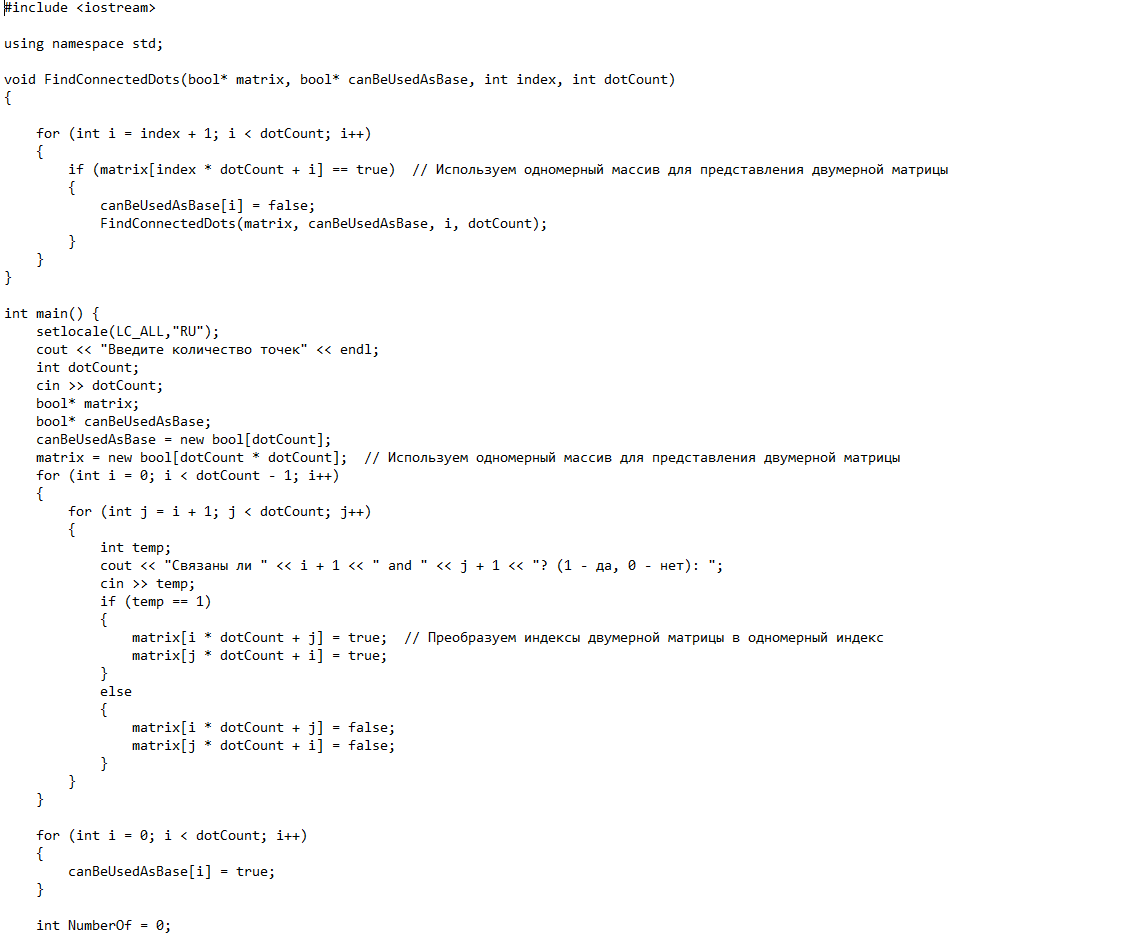 #include <iostream>
using namespace std;
void FindConnectedDots(bool* matrix, bool* canBeUsedAsBase, int index, int dotCount)
{
    for (int i = index + 1; i < dotCount; i++)
    {
        if (matrix[index * dotCount + i] == true)  // Используем одномерный массив для представления двумерной матрицы
        {
            canBeUsedAsBase[i] = false;
            FindConnectedDots(matrix, canBeUsedAsBase, i, dotCount);
        }
    }
}
int main() {
    setlocale(LC_ALL,"RU");
    cout << "Введите количество точек" << endl;
    int dotCount;
    cin >> dotCount;
    bool* matrix;
    bool* canBeUsedAsBase;
    canBeUsedAsBase = new bool[dotCount];
    matrix = new bool[dotCount * dotCount];  // Используем одномерный массив для представления двумерной матрицы
    for (int i = 0; i < dotCount - 1; i++)
    {
        for (int j = i + 1; j < dotCount; j++)
        {
            int temp;
            cout << "Связаны ли " << i + 1 << " and " << j + 1 << "? (1 - да, 0 - нет): ";
            cin >> temp;
            if (temp == 1)
            {
                matrix[i * dotCount + j] = true;  // Преобразуем индексы двумерной матрицы в одномерный индекс
                matrix[j * dotCount + i] = true;
            }
            else
            {
                matrix[i * dotCount + j] = false;
                matrix[j * dotCount + i] = false;
            }
        }
    }
    for (int i = 0; i < dotCount; i++)
    {
        canBeUsedAsBase[i] = true;
    }
    int NumberOf = 0;